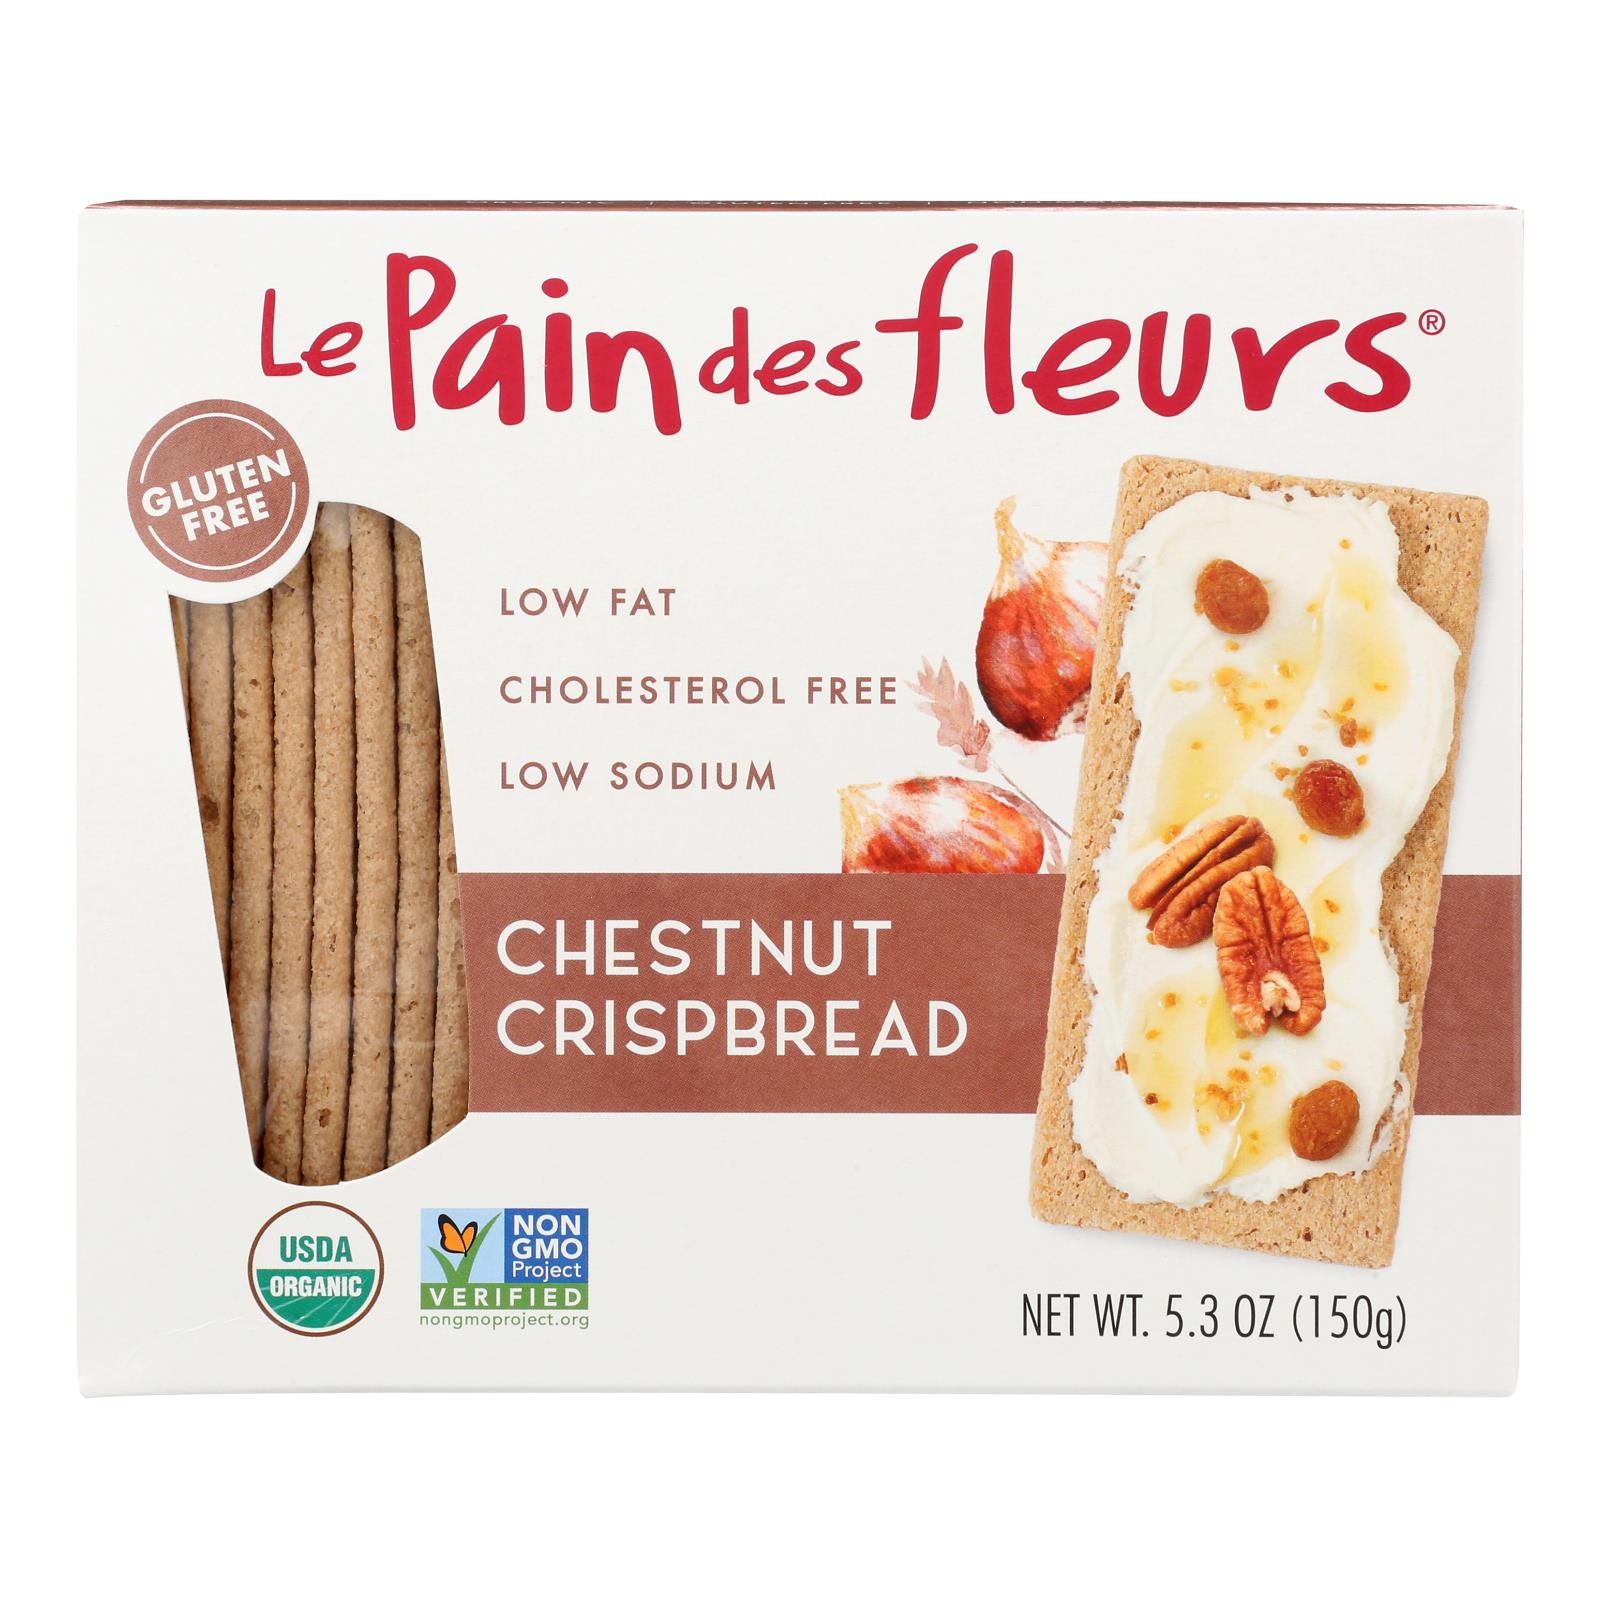 Le Pain des fleurs®
GLUTEN
FREE
LOW FAT
CHOLESTEROL FREE
LOW SODIUM
CHESTNUT
CRISPBREAD
USDA
ORGANIC
NON
GMO
Project
VERIFIED
nongmoproject.org
NET WT. 5.3 OZ (150g)